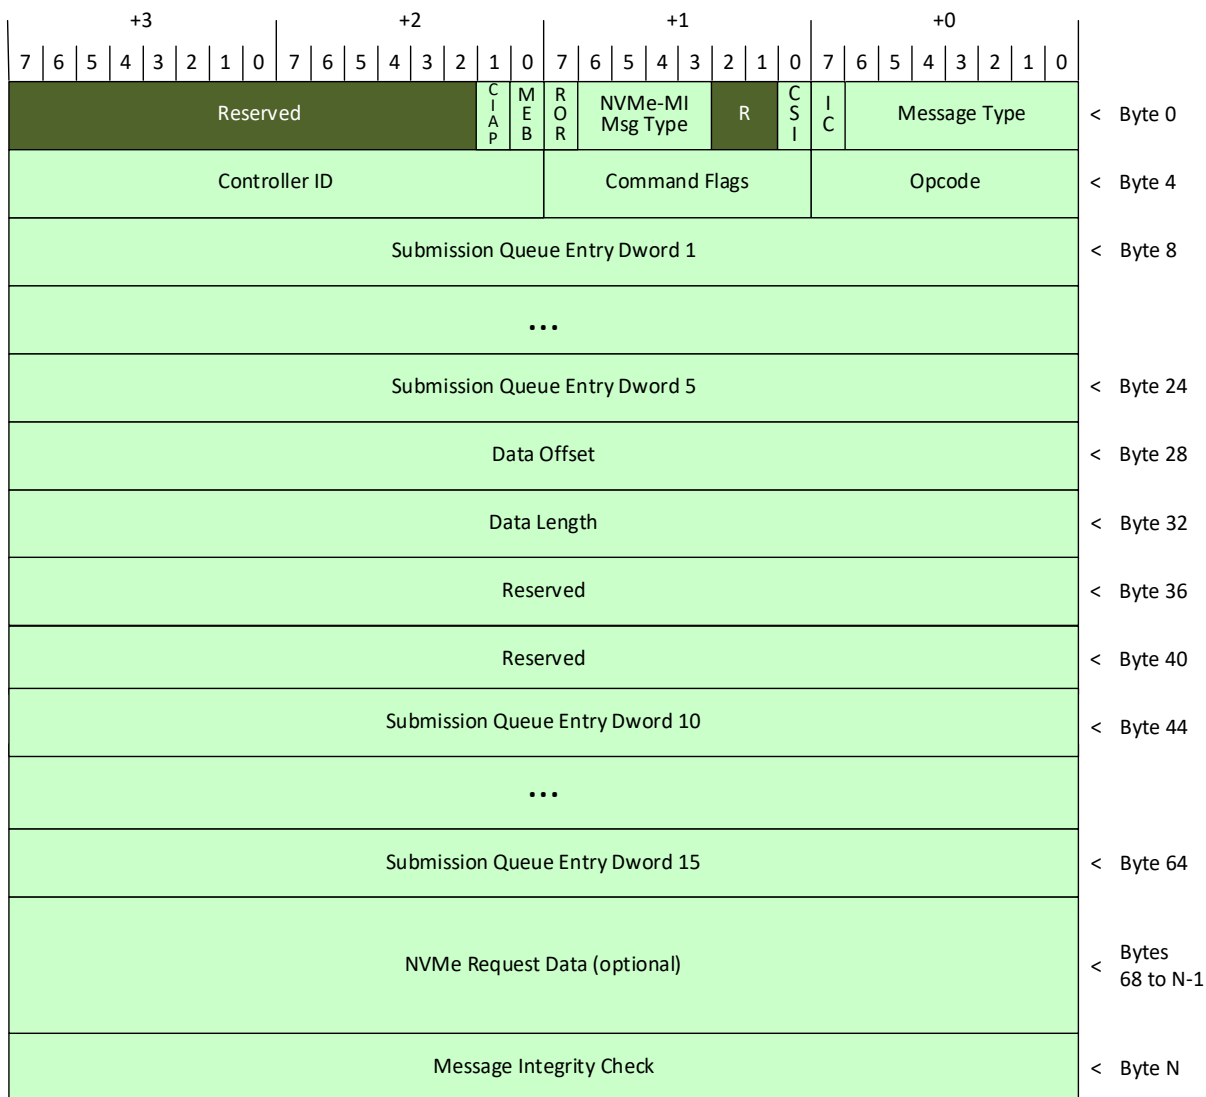 +3 +2 +1 +0
7 6 5 4 3 2 1 0 7 6 5 4 3 2 1 0 7 6 5 4 3 2 1 0 7 6 5 4 3 2 1 0
Reserved CIAP MEB ROR NVMe-MI Msg Type R CSI IC Message Type < Byte 0
Controller ID Command Flags Opcode < Byte 4
Submission Queue Entry Dword 1 < Byte 8
...
Submission Queue Entry Dword 5 < Byte 24
Data Offset < Byte 28
Data Length < Byte 32
Reserved < Byte 36
Reserved < Byte 40
Submission Queue Entry Dword 10 < Byte 44
...
Submission Queue Entry Dword 15 < Byte 64
NVMe Request Data (optional) < Bytes 68 to N-1
Message Integrity Check < Byte N